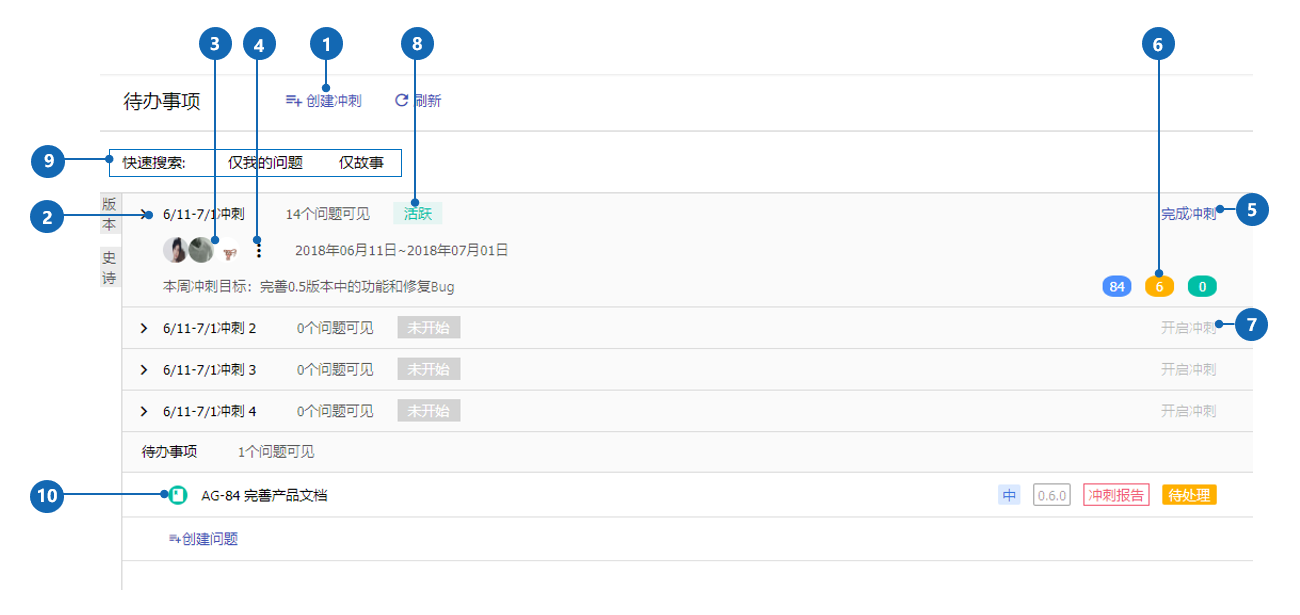 3 4 1 8 6
待办事项 创建冲刺 刷新
9 快速搜索: 仅我的问题 仅故事
版本
2 6/11-7/1冲刺 14个问题可见 活跃 完成冲刺 5
2018年06月11日~2018年07月01日
史诗
本周冲刺目标：完善0.5版本中的功能和修复Bug 84 6 0
6/11-7/1冲刺 2 0个问题可见 未开始 开启冲刺 7
6/11-7/1冲刺 3 0个问题可见 未开始 开启冲刺
6/11-7/1冲刺 4 0个问题可见 未开始 开启冲刺
待办事项 1个问题可见
10 AG-84 完善产品文档 中 0.6.0 冲刺报告 待处理
创建问题